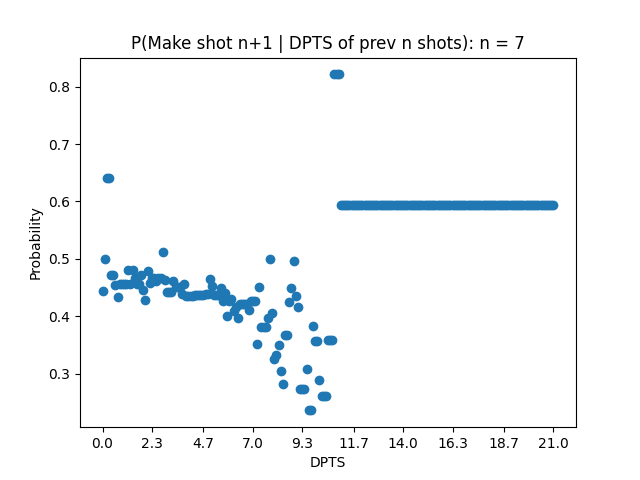 P(Make shot n+1 | DPTS of prev n shots): n = 7
Probability
0.8
0.7
0.6
0.5
0.4
0.3
0.0 2.3 4.7 7.0 9.3 11.7 14.0 16.3 18.7 21.0
DPTS